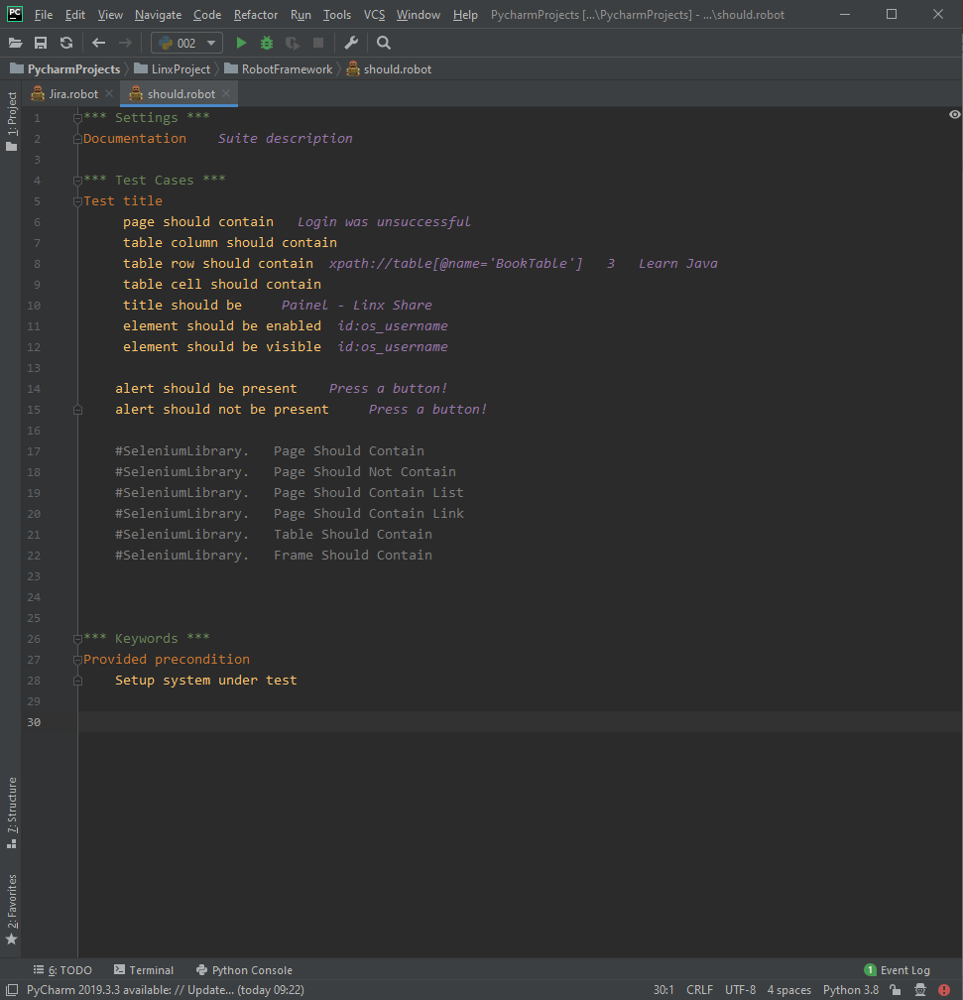 PC File Edit View Navigate Code Refactor Run Tools VCS Window Help PycharmProjects [...\PycharmProjects] - ...\should.robot
002
PycharmProjects LinxProject RobotFramework should.robot
Jira.robot should.robot
1: Project
1 *** Settings ***
2 Documentation Suite description
3
4 *** Test Cases ***
5 Test title
6 page should contain Login was unsuccessful
7 table column should contain
8 table row should contain xpath://table[@name='BookTable'] 3 Learn Java
9 table cell should contain
10 title should be Painel - Linx Share
11 element should be enabled id:os_username
12 element should be visible id:os_username
13
14 alert should be present Press a button!
15 alert should not be present Press a button!
16
17 #SeleniumLibrary. Page Should Contain
18 #SeleniumLibrary. Page Should Not Contain
19 #SeleniumLibrary. Page Should Contain List
20 #SeleniumLibrary. Page Should Contain Link
21 #SeleniumLibrary. Table Should Contain
22 #SeleniumLibrary. Frame Should Contain
23
24
25
26 *** Keywords ***
27 Provided precondition
28 Setup system under test
29
30
7: Structure
2: Favorites
6: TODO Terminal Python Console 1 Event Log
PyCharm 2019.3.3 available: // Update... (today 09:22) 30:1 CRLF UTF-8 4 spaces Python 3.8